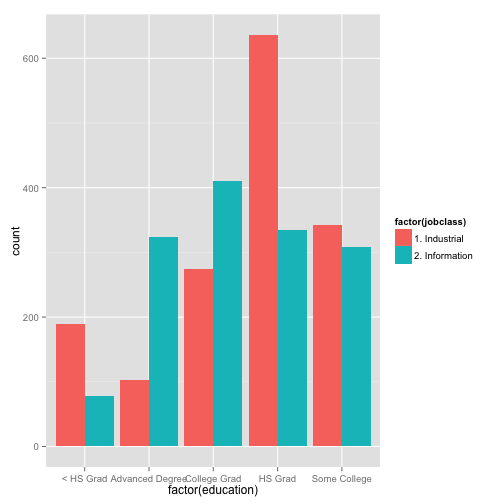 600
400
200
0
count
< HS Grad Advanced Degree College Grad HS Grad Some College
factor(education)
factor(jobclass)
1. Industrial
2. Information